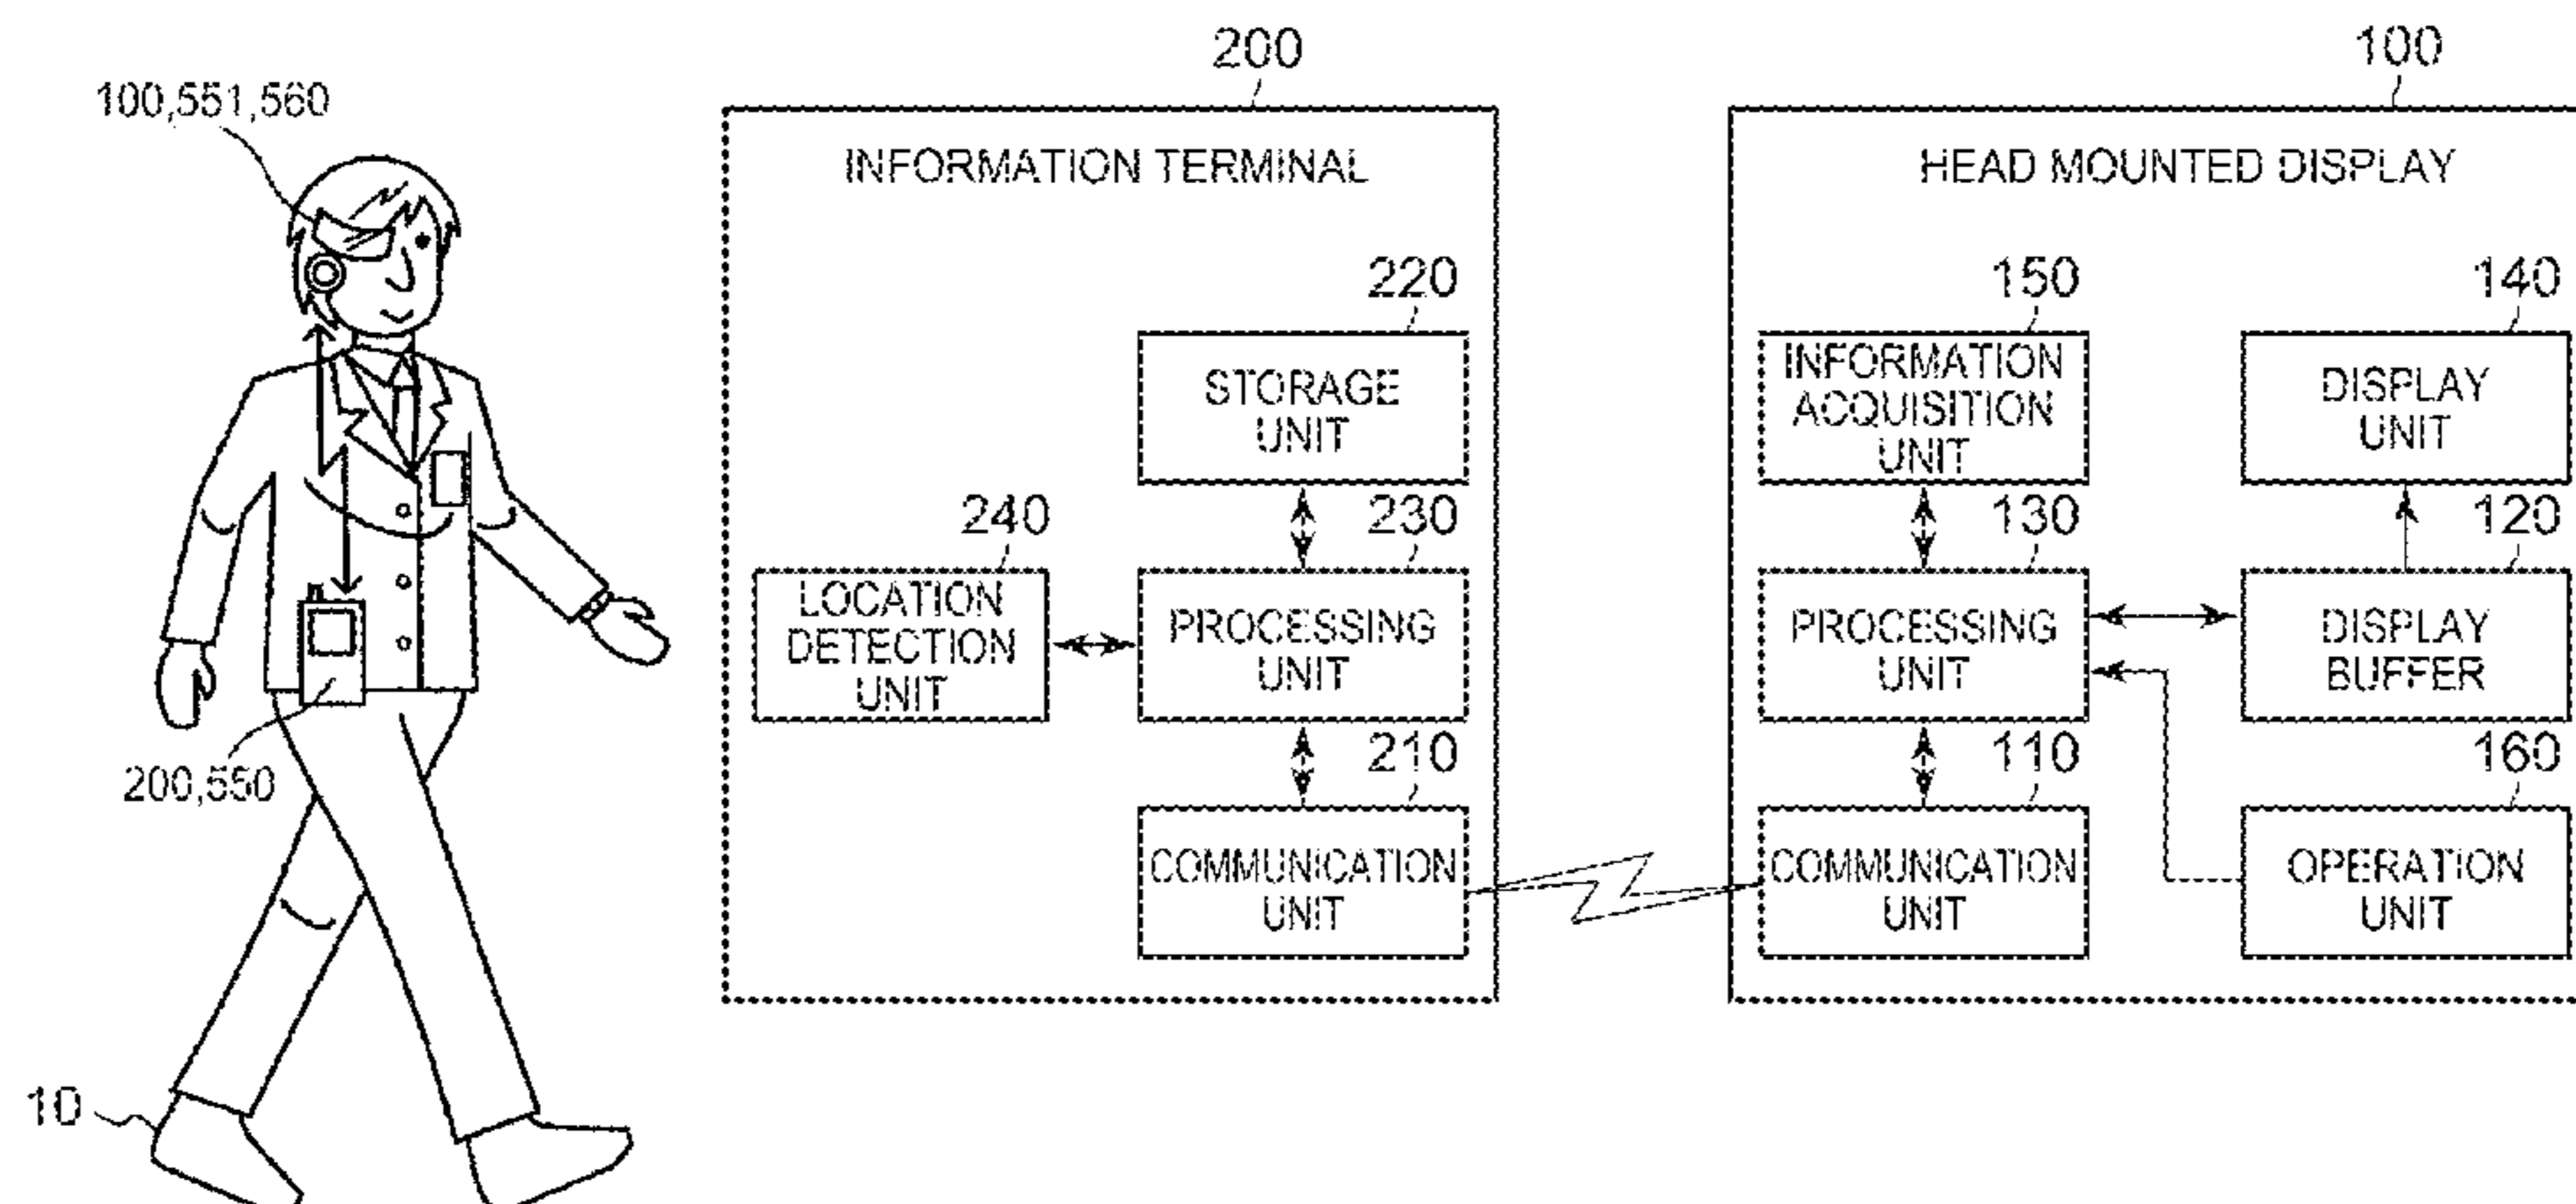 100,551,560
200,550
10
200
INFORMATION TERMINAL
220
STORAGE
UNIT
240
LOCATION
DETECTION
UNIT
230
PROCESSING
UNIT
210
COMMUNICATION
UNIT
100
HEAD MOUNTED DISPLAY
150
INFORMATION
ACQUISITION
UNIT
140
DISPLAY
UNIT
130
PROCESSING
UNIT
120
DISPLAY
BUFFER
110
COMMUNICATION
UNIT
160
OPERATION
UNIT